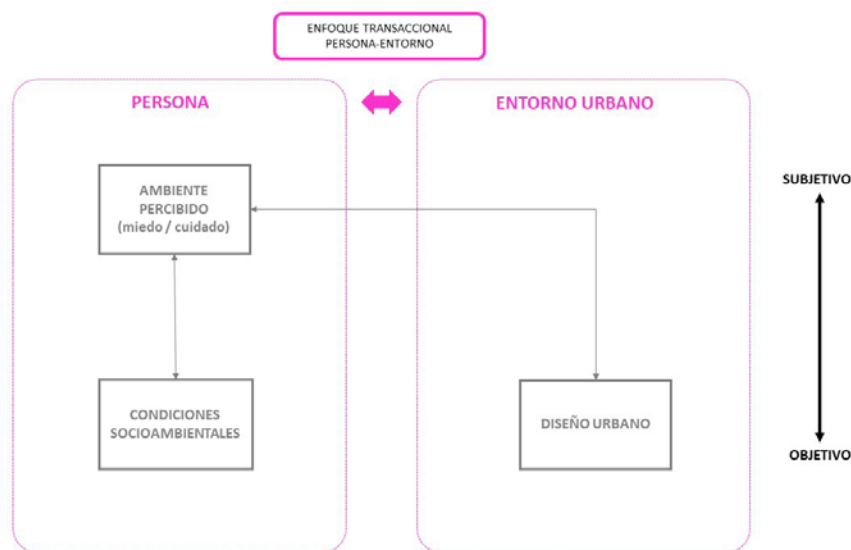 ENFOQUE TRANSACCIONAL
PERSONA-ENTORNO
PERSONA
ENTORNO URBANO
AMBIENTE
PERCIBIDO
(miedo / cuidado)
SUBJETIVO
CONDICIONES
SOCIOAMBIENTALES
DISEÑO URBANO
OBJETIVO